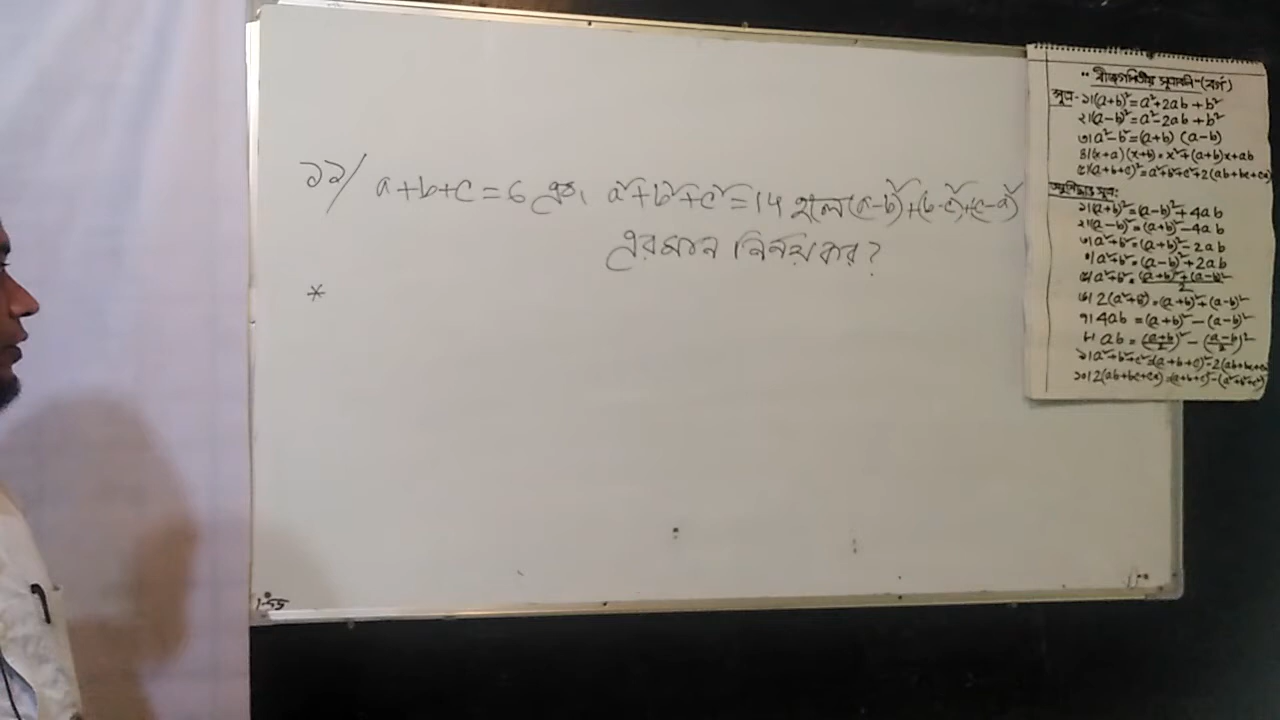 ১১/ a+b+c=6 এবং a²+b²+c²=14 হলে (a-b)²+(b-c)²+(c-a)²
এর মান নির্নয় কর?
*
"বীজগণিতীয় সূত্রাবলি"-(বর্গ)
সূত্র:- ১। (a+b)²=a²+2ab+b²
২। (a-b)²=a²-2ab+b²
৩। a²-b²=(a+b)(a-b)
৪। (x+a)(x+b)=x²+(a+b)x+ab
৫। (a+b+c)²=a²+b²+c²+2(ab+bc+ca)
অনুসিদ্ধান্ত সূত্র:
১। (a+b)²=(a-b)²+4ab
২। (a-b)²=(a+b)²-4ab
৩। a²+b²=(a+b)²-2ab
৪। a²+b²=(a-b)²+2ab
৫। a²+b²=\frac{(a+b)²+(a-b)²}{2}
৬। 2(a²+b²)=(a+b)²+(a-b)²
৭। 4ab=(a+b)²-(a-b)²
৮। ab=(\frac{a+b}{2})²-(\frac{a-b}{2})²
৯। a²+b²+c²=(a+b+c)²-2(ab+bc+ca)
১০। 2(ab+bc+ca)=(a+b+c)²-(a²+b²+c²)